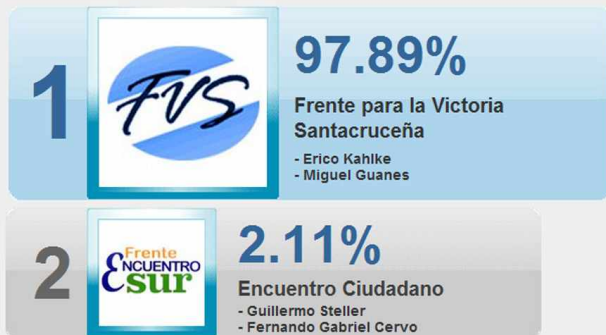 1
FVS
97.89%
Frente para la Victoria
Santacruceña
- Erico Kahlke
- Miguel Guanes
2
Frente
ENCUENTRO
Esur
2.11%
Encuentro Ciudadano
- Guillermo Steller
- Fernando Gabriel Cervo